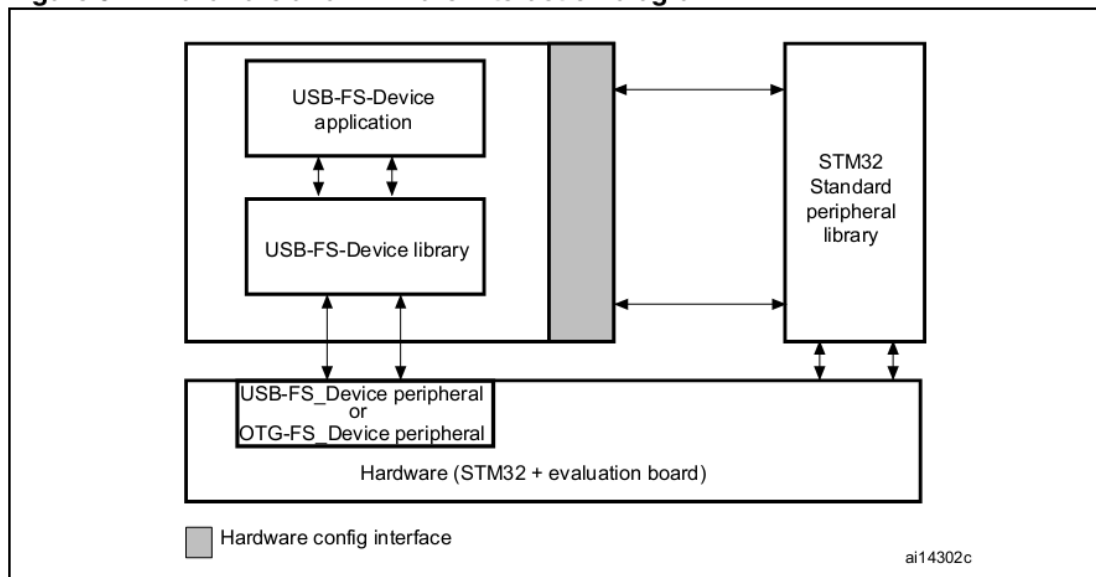 USB-FS-Device
application
USB-FS-Device library
STM32
Standard
peripheral
library
USB-FS_Device peripheral
or
OTG-FS_Device peripheral
Hardware (STM32 + evaluation board)
Hardware config interface
ai14302c